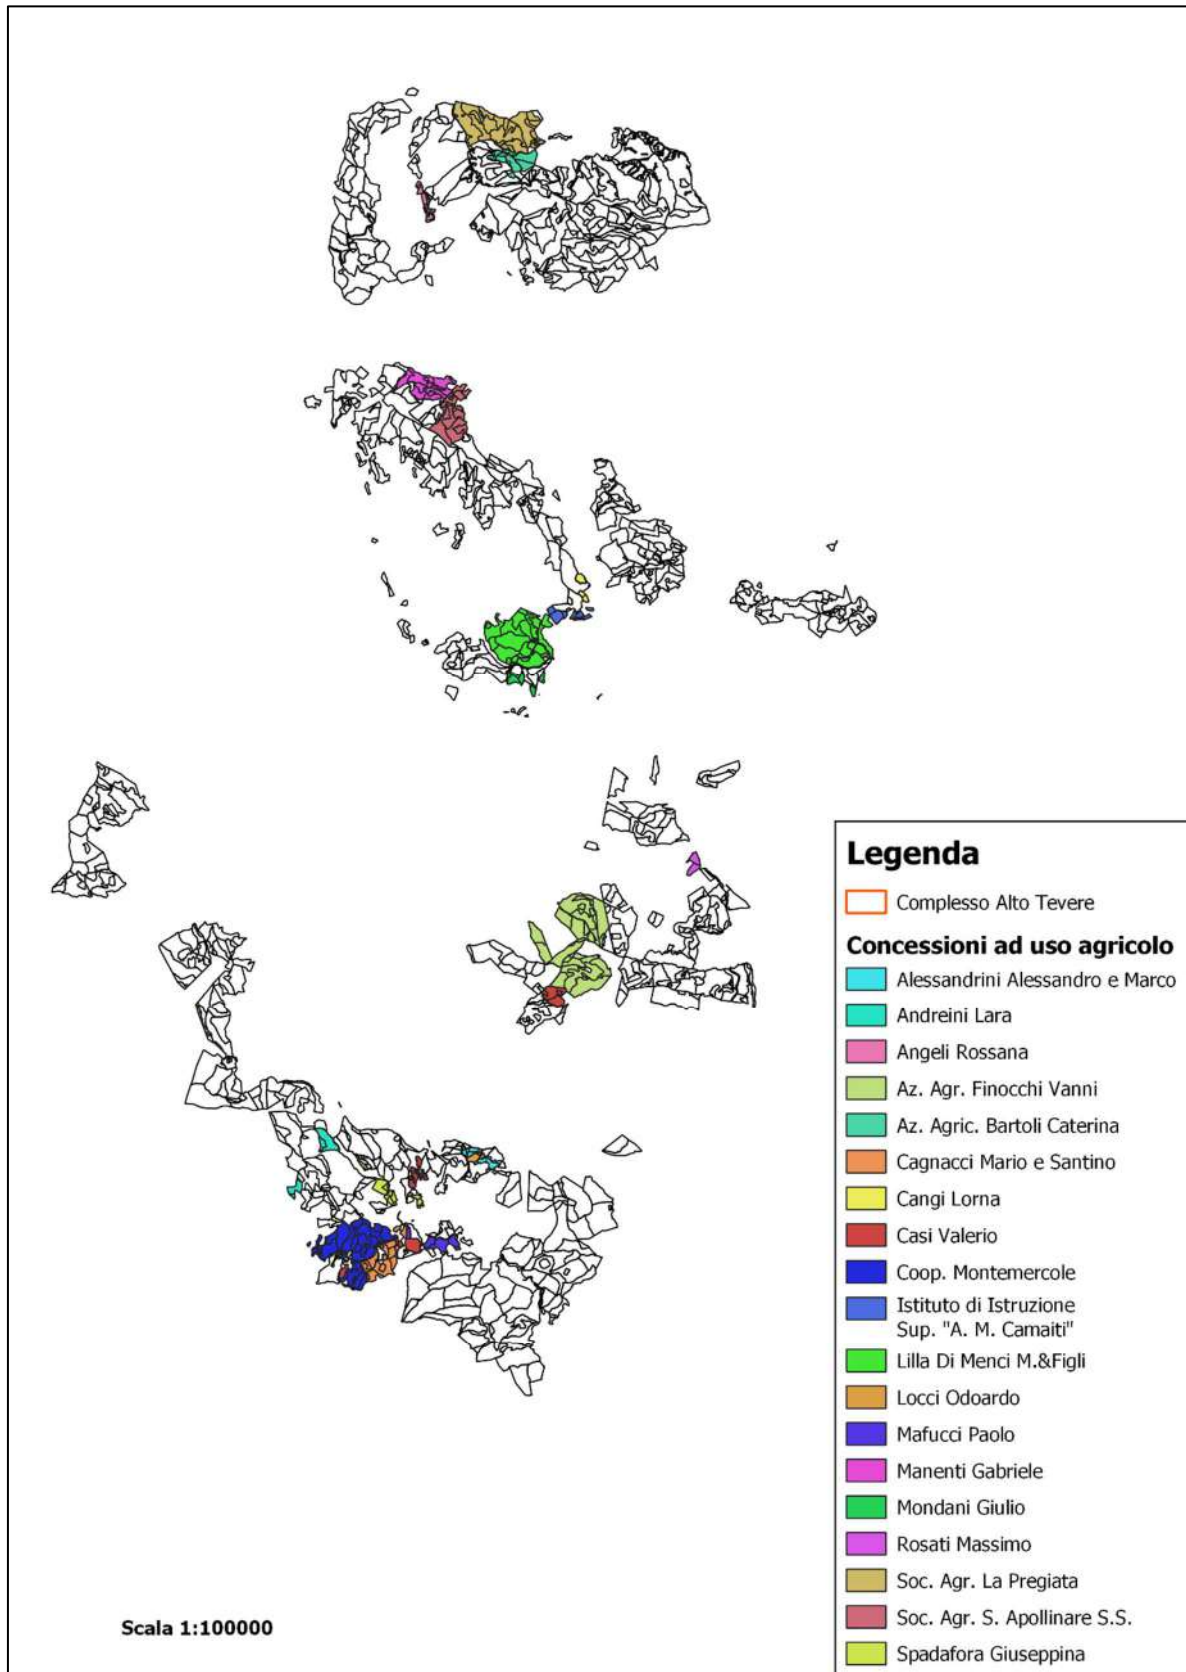 Legenda
Complesso Alto Tevere
Concessioni ad uso agricolo
Alessandrini Alessandro e Marco
Andreini Lara
Angeli Rossana
Az. Agr. Finocchi Vanni
Az. Agric. Bartoli Caterina
Cagnacci Mario e Santino
Cangi Lorna
Casi Valerio
Coop. Montemercole
Istituto di Istruzione
Sup. "A. M. Camaiti"
Lilla Di Menci M.&Figli
Locci Odoardo
Mafucci Paolo
Manenti Gabriele
Mondani Giulio
Rosati Massimo
Soc. Agr. La Pregiata
Soc. Agr. S. Apollinare S.S.
Spadafora Giuseppina
Scala 1:100000